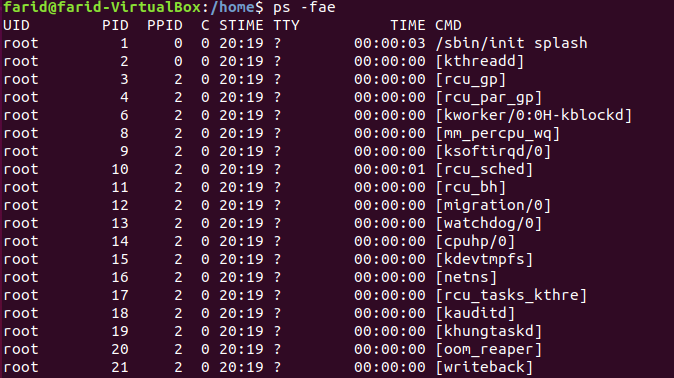 farid@farid-VirtualBox:/home$ ps -fae
UID        PID  PPID  C STIME TTY          TIME CMD
root         1     0  0 20:19 ?        00:00:03 /sbin/init splash
root         2     0  0 20:19 ?        00:00:00 [kthreadd]
root         3     2  0 20:19 ?        00:00:00 [rcu_gp]
root         4     2  0 20:19 ?        00:00:00 [rcu_par_gp]
root         6     2  0 20:19 ?        00:00:00 [kworker/0:0H-kblockd]
root         8     2  0 20:19 ?        00:00:00 [mm_percpu_wq]
root         9     2  0 20:19 ?        00:00:00 [ksoftirqd/0]
root        10     2  0 20:19 ?        00:00:01 [rcu_sched]
root        11     2  0 20:19 ?        00:00:00 [rcu_bh]
root        12     2  0 20:19 ?        00:00:00 [migration/0]
root        13     2  0 20:19 ?        00:00:00 [watchdog/0]
root        14     2  0 20:19 ?        00:00:00 [cpuhp/0]
root        15     2  0 20:19 ?        00:00:00 [kdevtmpfs]
root        16     2  0 20:19 ?        00:00:00 [netns]
root        17     2  0 20:19 ?        00:00:00 [rcu_tasks_kthre]
root        18     2  0 20:19 ?        00:00:00 [kauditd]
root        19     2  0 20:19 ?        00:00:00 [khungtaskd]
root        20     2  0 20:19 ?        00:00:00 [oom_reaper]
root        21     2  0 20:19 ?        00:00:00 [writeback]